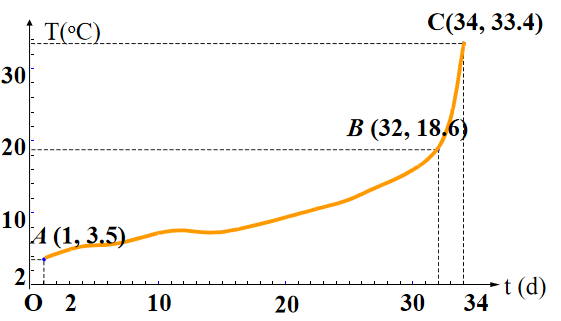 T(°C)
C(34, 33.4)
30
B (32, 18.6)
20
10
A (1, 3.5)
2
O 2 10 20 30 34 t (d)